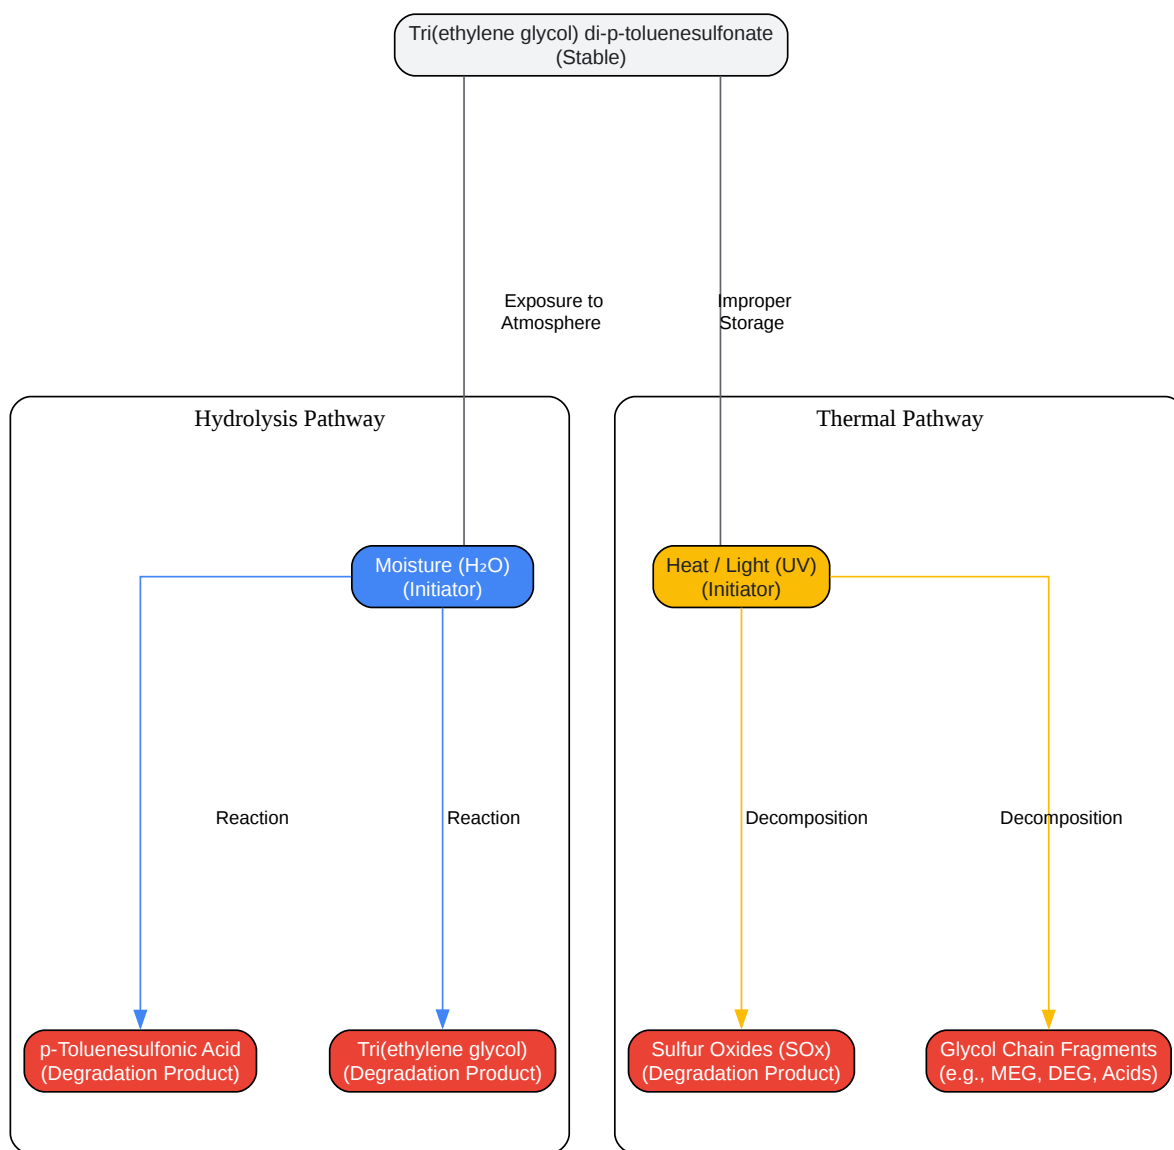 Tri(ethylene glycol) di-p-toluenesulfonate
(Stable)
Exposure to
Atmosphere
Improper
Storage
Hydrolysis Pathway
Thermal Pathway
Moisture (H₂O)
(Initiator)
Heat / Light (UV)
(Initiator)
Reaction
Reaction
Decomposition
Decomposition
p-Toluenesulfonic Acid
(Degradation Product)
Tri(ethylene glycol)
(Degradation Product)
Sulfur Oxides (SOx)
(Degradation Product)
Glycol Chain Fragments
(e.g., MEG, DEG, Acids)